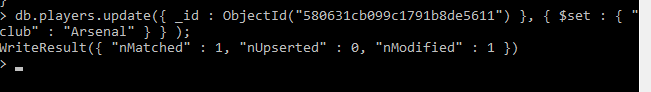 > db.players.update({ _id : ObjectId("580631cb099c1791b8de5611") }, { $set : { "
club" : "Arsenal" } } );
WriteResult({ "nMatched" : 1, "nUpserted" : 0, "nModified" : 1 })
>